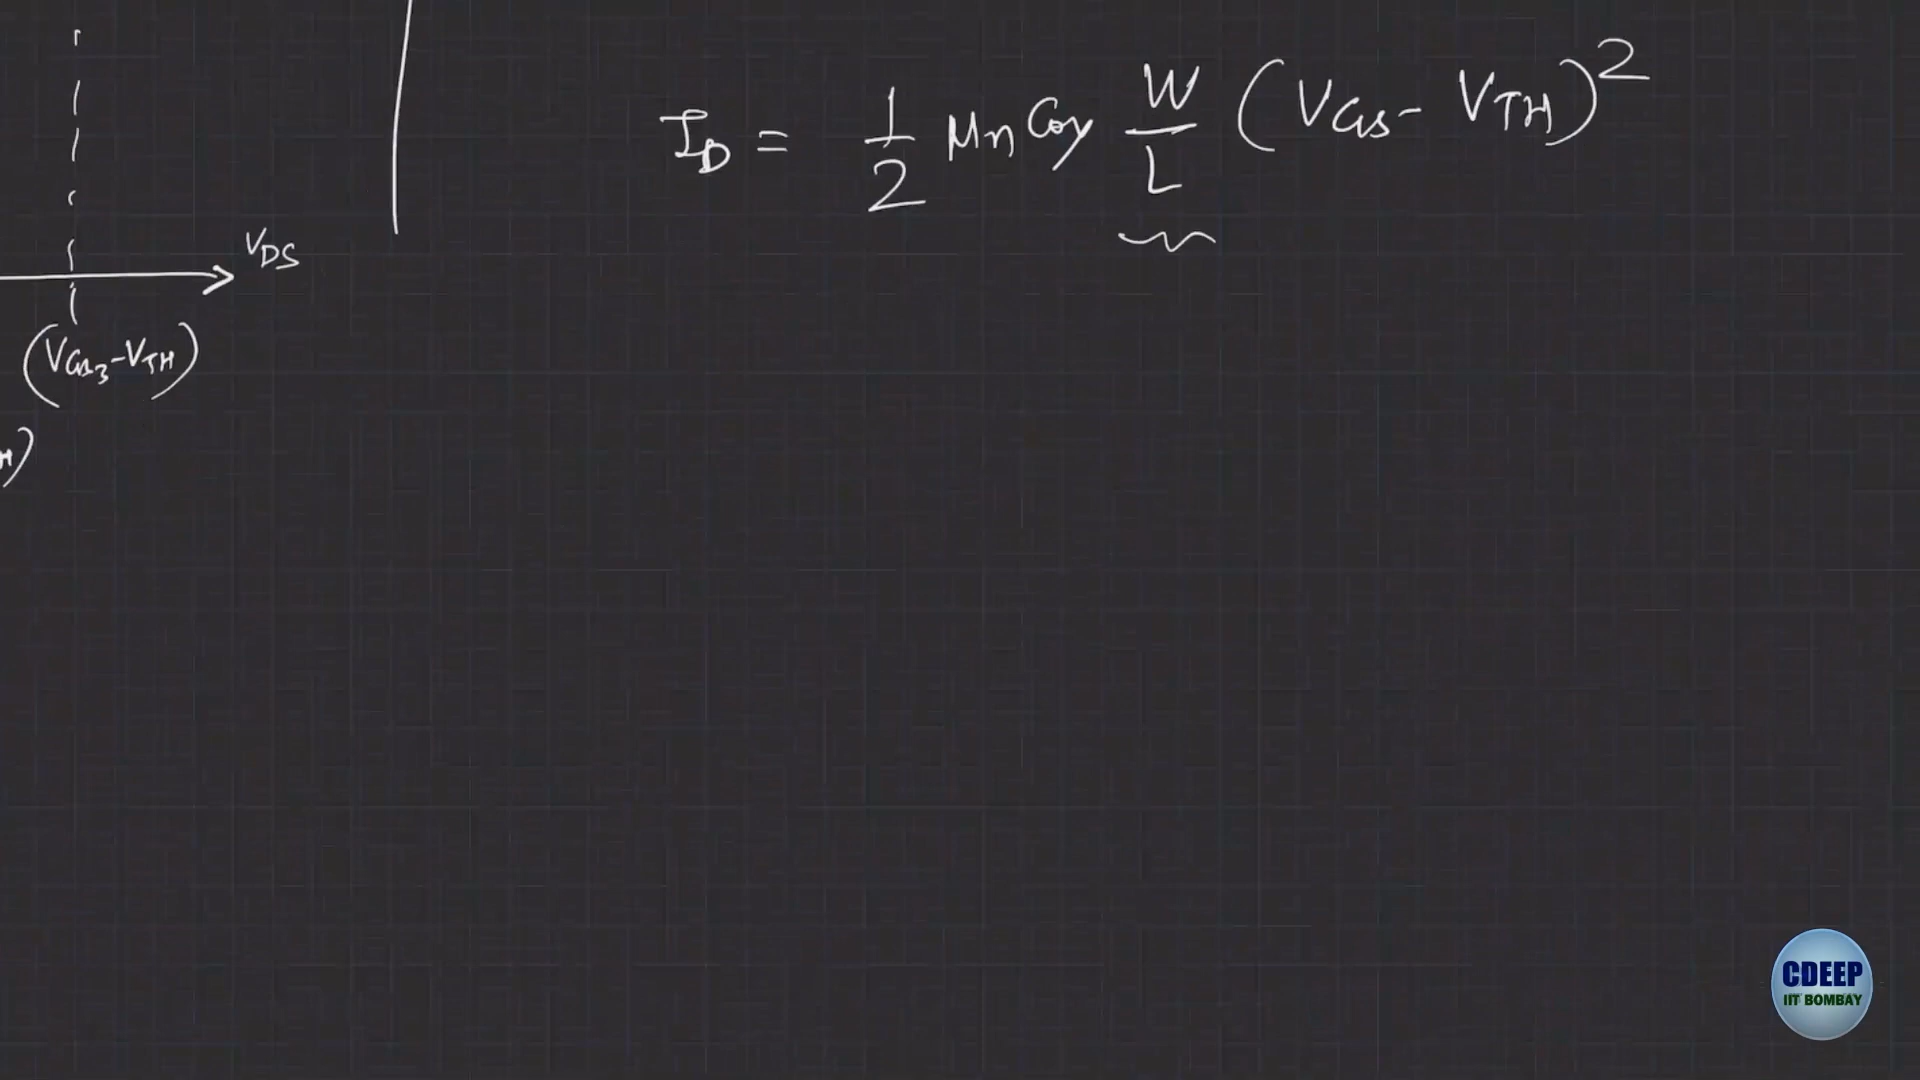 I_D = 1/2 μn Cox W/L (VGS - VTH)^2
VDS
(VGS3 - VTH)
H)
CDEEP
IIT BOMBAY